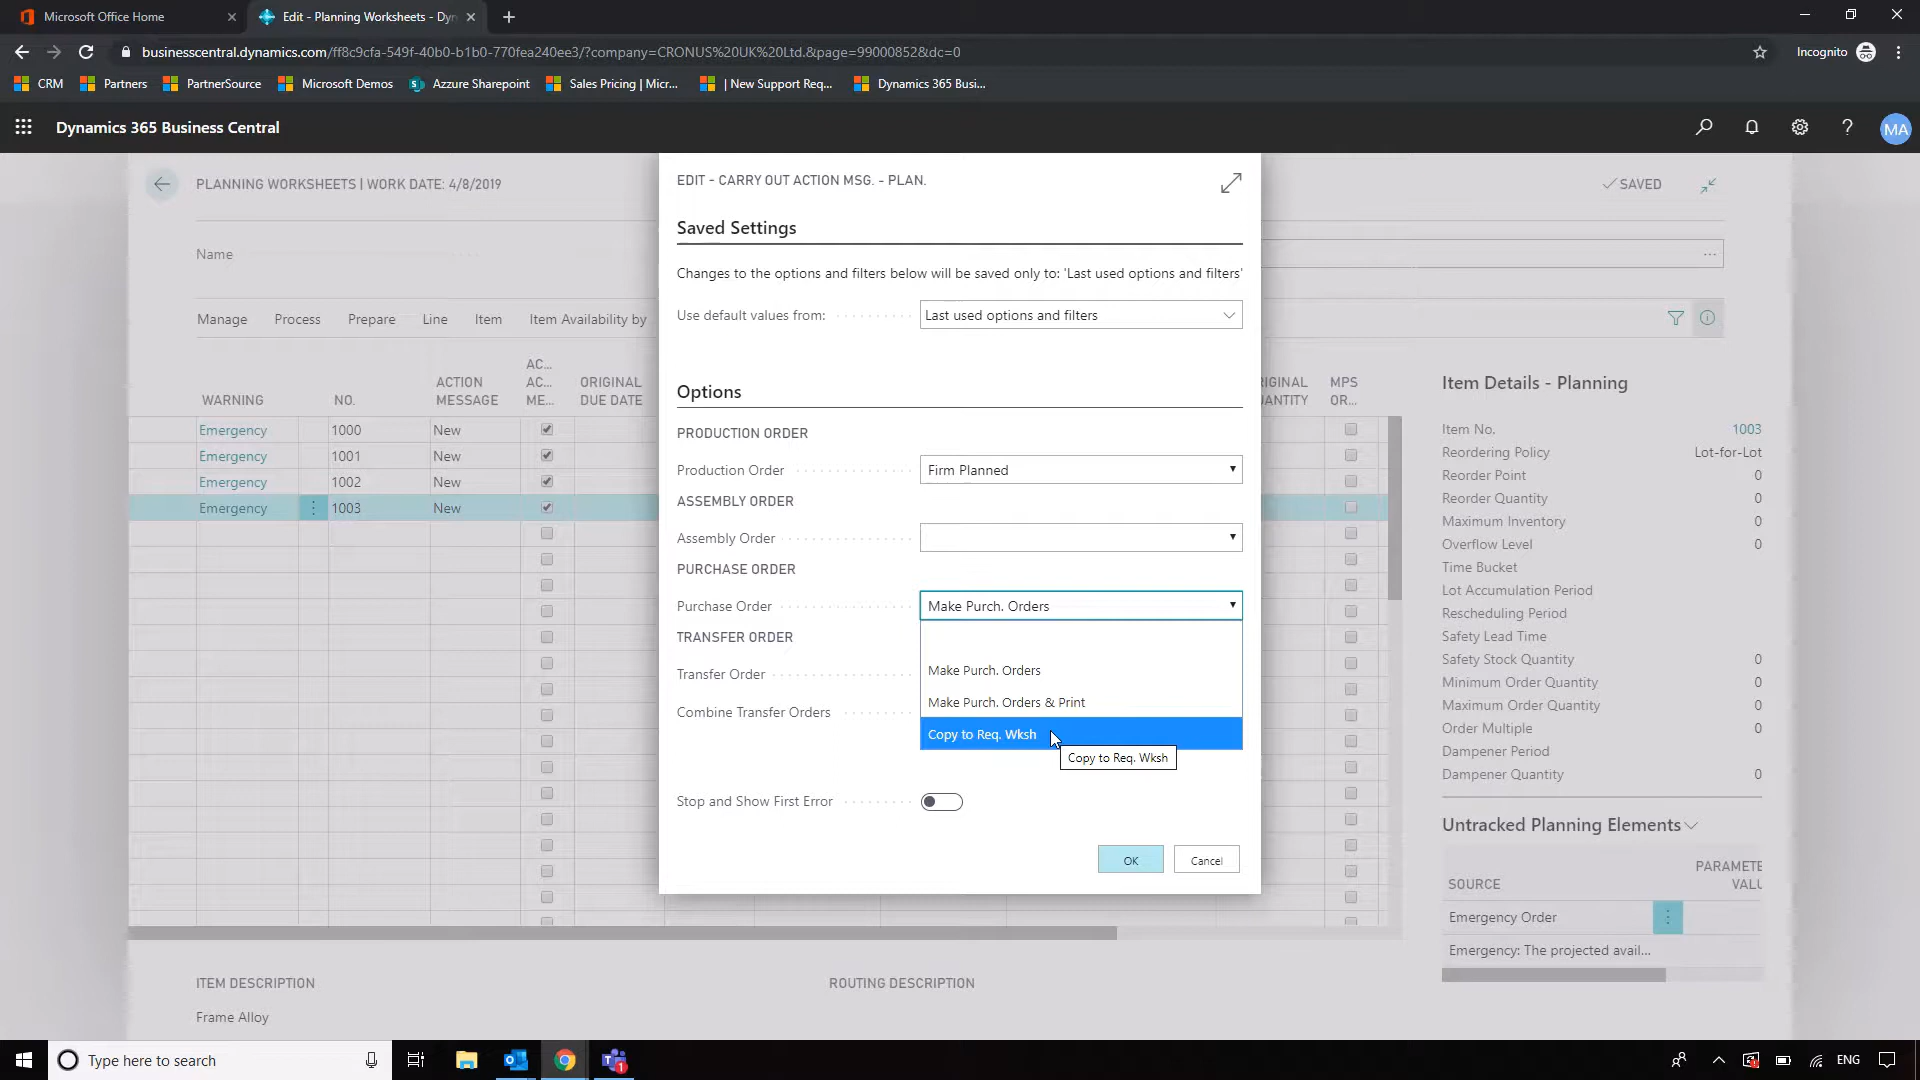 Microsoft Office Home
Edit - Planning Worksheets - Dyn
businesscentral.dynamics.com/ff8c9cfa-549f-40b0-b1b0-770fea240ee3/?company=CRONUS%20UK%20Ltd.&page=99000852&dc=0
Incognito
CRM
Partners
PartnerSource
Microsoft Demos
Azzure Sharepoint
Sales Pricing | Micr...
| New Support Req...
Dynamics 365 Busi...
Dynamics 365 Business Central
MA
PLANNING WORKSHEETS | WORK DATE: 4/8/2019
SAVED
Name
Manage Process Prepare Line Item Item Availability by
WARNING NO. ACTION MESSAGE AC... AC... ME... ORIGINAL DUE DATE
Emergency 1000 New
Emergency 1001 New
Emergency 1002 New
Emergency 1003 New
ITEM DESCRIPTION
Frame Alloy
ROUTING DESCRIPTION
EDIT - CARRY OUT ACTION MSG. - PLAN.
Saved Settings
Changes to the options and filters below will be saved only to: 'Last used options and filters'
Use default values from: Last used options and filters
Options
PRODUCTION ORDER
Production Order Firm Planned
ASSEMBLY ORDER
Assembly Order
PURCHASE ORDER
Purchase Order Make Purch. Orders
TRANSFER ORDER
Make Purch. Orders
Transfer Order
Make Purch. Orders & Print
Combine Transfer Orders
Copy to Req. Wksh
Copy to Req. Wksh
Stop and Show First Error
OK Cancel
MPS OR...
Item Details - Planning
Item No. 1003
Reordering Policy Lot-for-Lot
Reorder Point 0
Reorder Quantity 0
Maximum Inventory 0
Overflow Level 0
Time Bucket
Lot Accumulation Period
Rescheduling Period
Safety Lead Time
Safety Stock Quantity 0
Minimum Order Quantity 0
Maximum Order Quantity 0
Order Multiple 0
Dampener Period
Dampener Quantity 0
Untracked Planning Elements
SOURCE
PARAMETE
VALU
Emergency Order
Emergency: The projected avail...
Type here to search
1
ENG